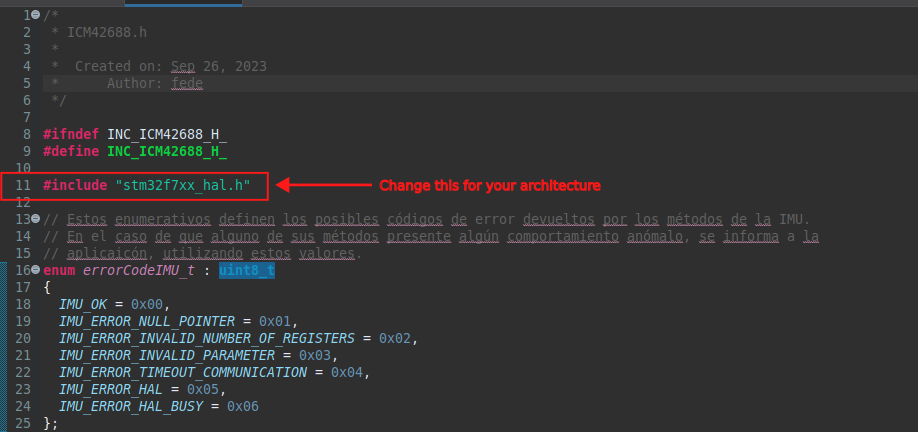 1 /*
2  * ICM42688.h
3  *
4  *  Created on: Sep 26, 2023
5  *      Author: fede
6  */
7
8 #ifndef INC_ICM42688_H_
9 #define INC_ICM42688_H_
10
11 #include "stm32f7xx_hal.h" Change this for your architecture
12
13 // Estos enumerativos definen los posibles códigos de error devueltos por los métodos de la IMU.
14 // En el caso de que alguno de sus métodos presente algún comportamiento anómalo, se informa a la
15 // aplicaicón, utilizando estos valores.
16 enum errorCodeIMU_t : uint8_t
17 {
18   IMU_OK = 0x00,
19   IMU_ERROR_NULL_POINTER = 0x01,
20   IMU_ERROR_INVALID_NUMBER_OF_REGISTERS = 0x02,
21   IMU_ERROR_INVALID_PARAMETER = 0x03,
22   IMU_ERROR_TIMEOUT_COMMUNICATION = 0x04,
23   IMU_ERROR_HAL = 0x05,
24   IMU_ERROR_HAL_BUSY = 0x06
25 };